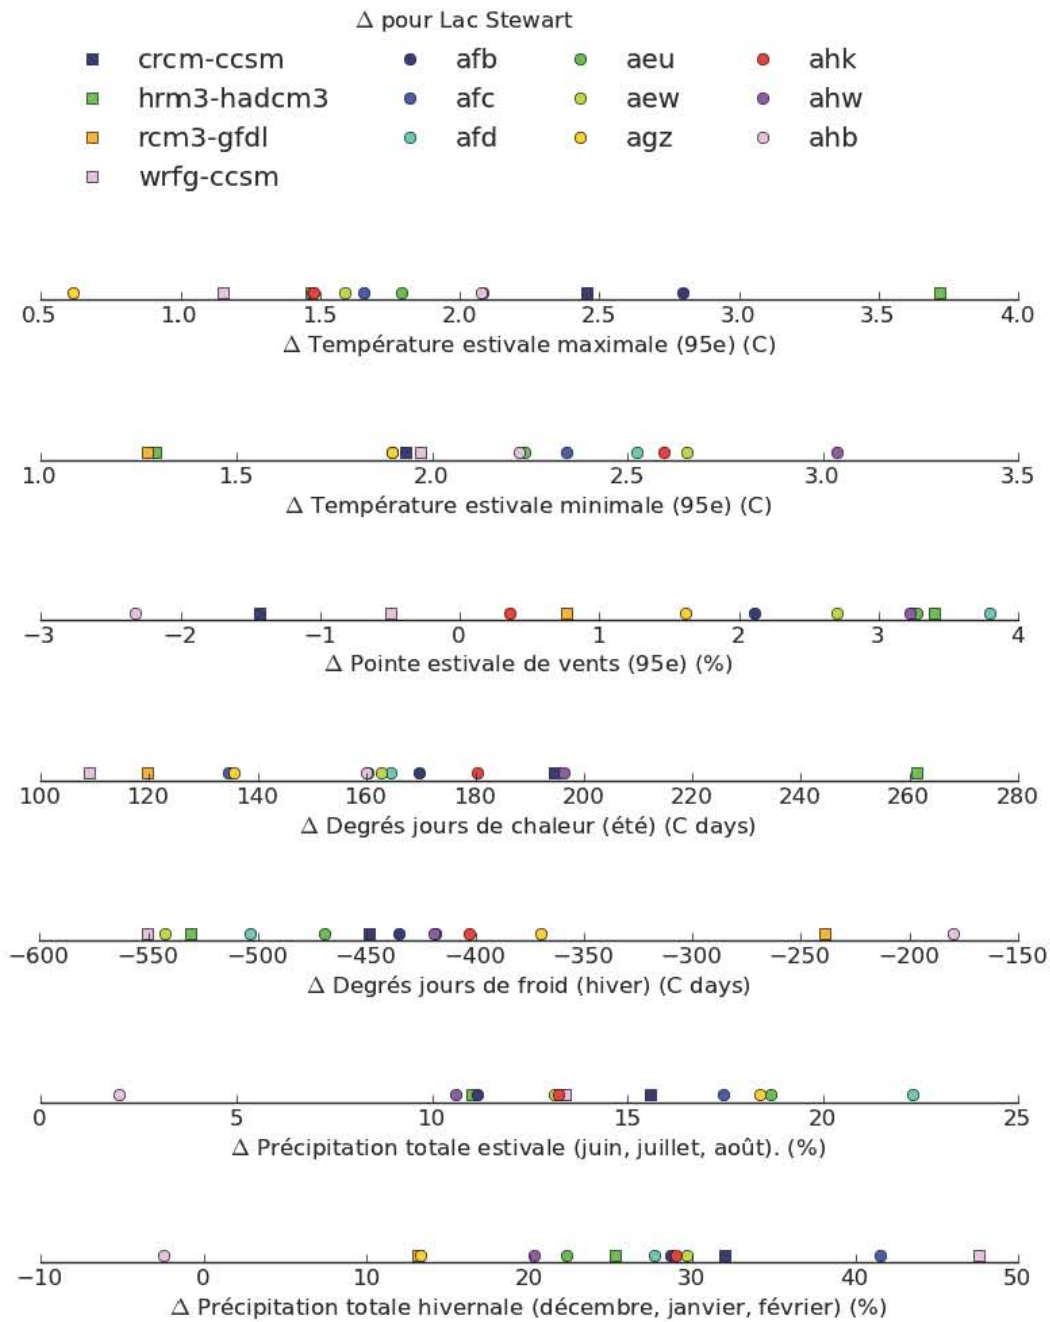 Δ pour Lac Stewart
crcm-ccsm afb aeu ahk
hrm3-hadcm3 afc aew ahw
rcm3-gfdl afd agz ahb
wrfg-ccsm
0.5 1.0 1.5 2.0 2.5 3.0 3.5 4.0
Δ Température estivale maximale (95e) (C)
1.0 1.5 2.0 2.5 3.0 3.5
Δ Température estivale minimale (95e) (C)
−3 −2 −1 0 1 2 3 4
Δ Pointe estivale de vents (95e) (%)
100 120 140 160 180 200 220 240 260 280
Δ Degrés jours de chaleur (été) (C days)
−600 −550 −500 −450 −400 −350 −300 −250 −200 −150
Δ Degrés jours de froid (hiver) (C days)
0 5 10 15 20 25
Δ Précipitation totale estivale (juin, juillet, août). (%)
−10 0 10 20 30 40 50
Δ Précipitation totale hivernale (décembre, janvier, février) (%)